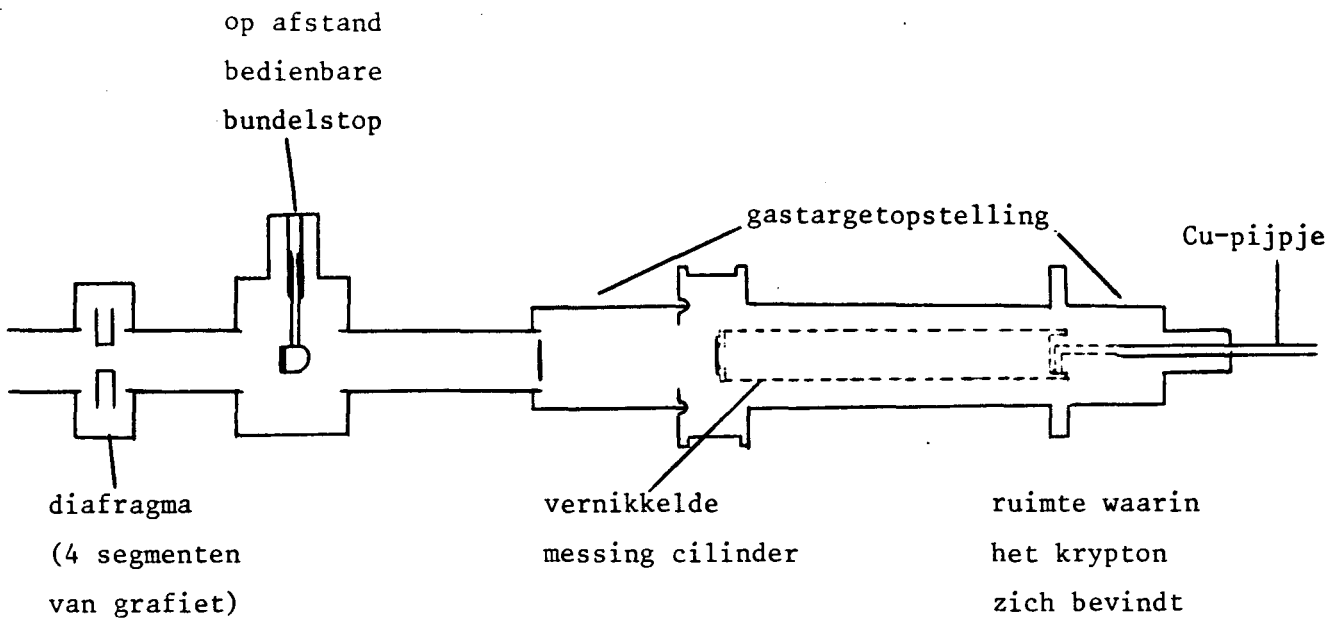 op afstand
bedienbare
bundelstop
gastargetopstelling
Cu-pijpje
diafragma
(4 segmenten
van grafiet)
vernikkelde
messing cilinder
ruimte waarin
het krypton
zich bevindt